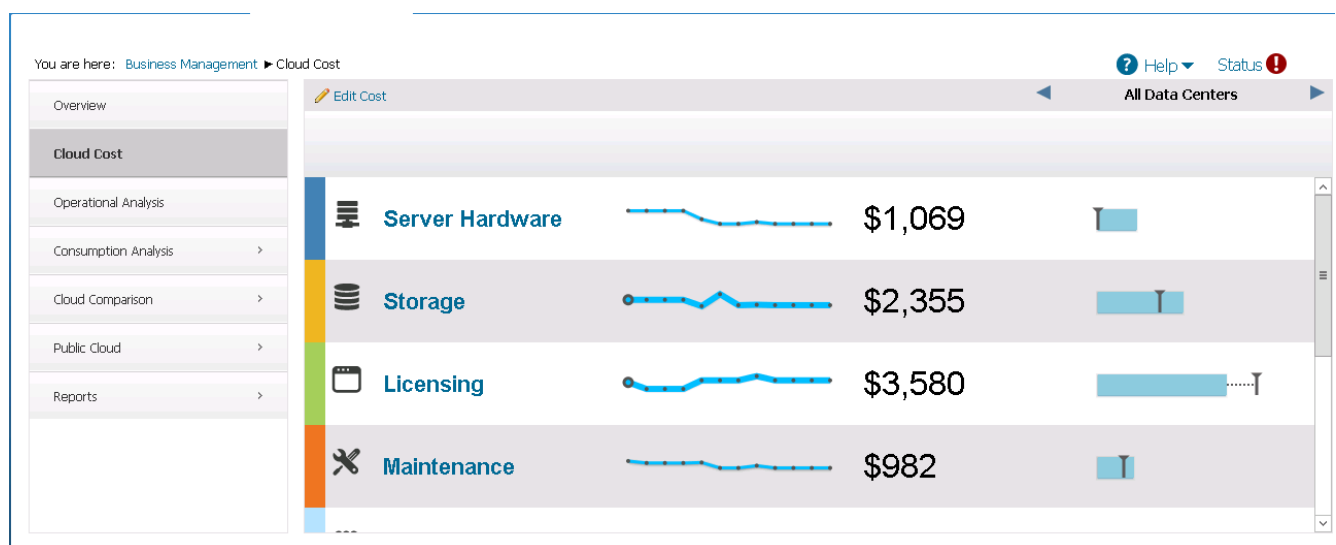 You are here: Business Management ▶ Cloud Cost
? Help ▼ Status !
Overview
Cloud Cost
Operational Analysis
Consumption Analysis >
Cloud Comparison >
Public Cloud >
Reports >
Edit Cost
All Data Centers
Server Hardware $1,069
Storage $2,355
Licensing $3,580
Maintenance $982